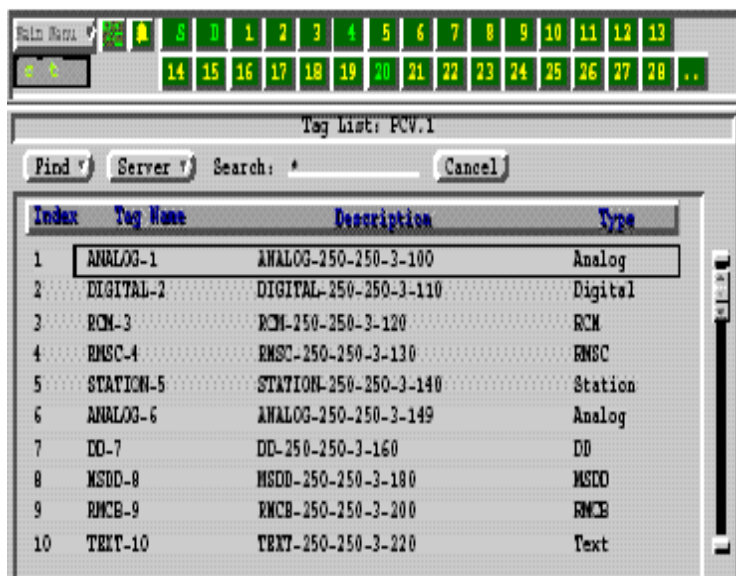 Main Menu S D 1 2 3 4 5 6 7 8 9 10 11 12 13
14 15 16 17 18 19 20 21 22 23 24 25 26 27 28 ..
Tag List: PCV.1
Find Server Search: * Cancel
Index Tag Name Description Type
1 ANALOG-1 ANALOG-250-250-3-100 Analog
2 DIGITAL-2 DIGITAL-250-250-3-110 Digital
3 RCM-3 RCM-250-250-3-120 RCM
4 RMSC-4 RMSC-250-250-3-130 RMSC
5 STATION-5 STATION-250-250-3-140 Station
6 ANALOG-6 ANALOG-250-250-3-149 Analog
7 DD-7 DD-250-250-3-160 DD
8 MSDD-8 MSDD-250-250-3-180 MSDD
9 RMCB-9 RMCB-250-250-3-200 RMCB
10 TEXT-10 TEXT-250-250-3-220 Text